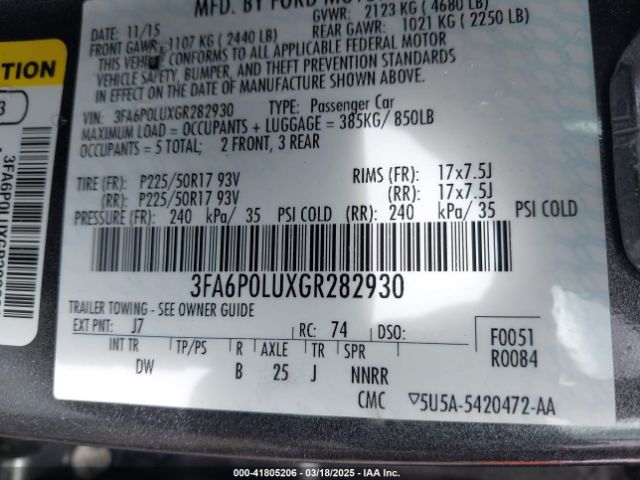 MFD. BY FORD MOTOR
11/15 GVWR: 2123 KG ( 4680 LB)
FRONT GAWR: 1107 KG ( 2440 LB) REAR GAWR: 1021 KG ( 2250 LB)
THIS VEHICLE CONFORMS TO ALL APPLICABLE FEDERAL MOTOR
VEHICLE SAFETY, BUMPER, AND THEFT PREVENTION STANDARDS
IN EFFECT ON THE DATE OF MANUFACTURE SHOWN ABOVE.
VIN: 3FA6P0LUXGR282930 TYPE: Passenger Car
MAXIMUM LOAD = OCCUPANTS + LUGGAGE = 385KG/ 850LB
OCCUPANTS = 5 TOTAL; 2 FRONT, 3 REAR
TIRE (FR): P225/50R17 93V RIMS (FR): 17x7.5J
(RR): P225/50R17 93V (RR): 17x7.5J
PRESSURE (FR): 240 kPa/ 35 PSI COLD (RR): 240 kPa/ 35 PSI COLD
3FA6P0LUXGR282930
TRAILER TOWING - SEE OWNER GUIDE
EXT PNT: J7 RC: 74 DSO:
F0051
R0084
INT TR TP/PS R AXLE TR SPR
DW B 25 J NNRR
CMC ▽5U5A-5420472-AA
TION
3
000-41805206 - 03/18/2025 - IAA Inc.